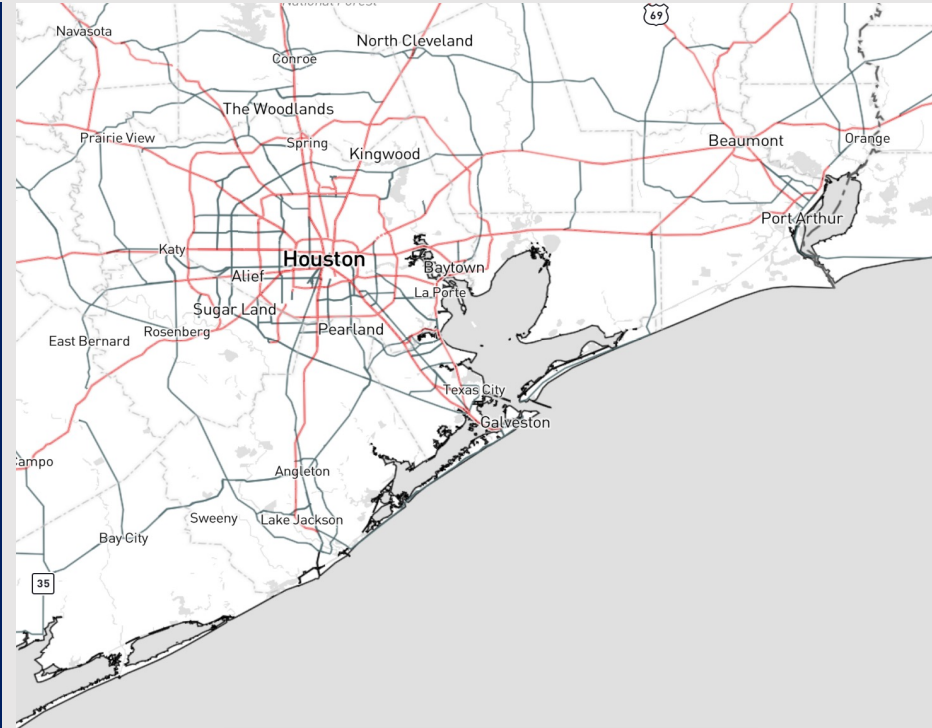 National Forest
69
Navasota
North Cleveland
Conroe
The Woodlands
Prairie View
Spring
Kingwood
Beaumont
Orange
Port Arthur
Katy
Houston
Alief
Baytown
La Porte
Sugar Land
Rosenberg
Pearland
East Bernard
Texas City
Galveston
Campo
Angleton
Sweeny
Lake Jackson
Bay City
35